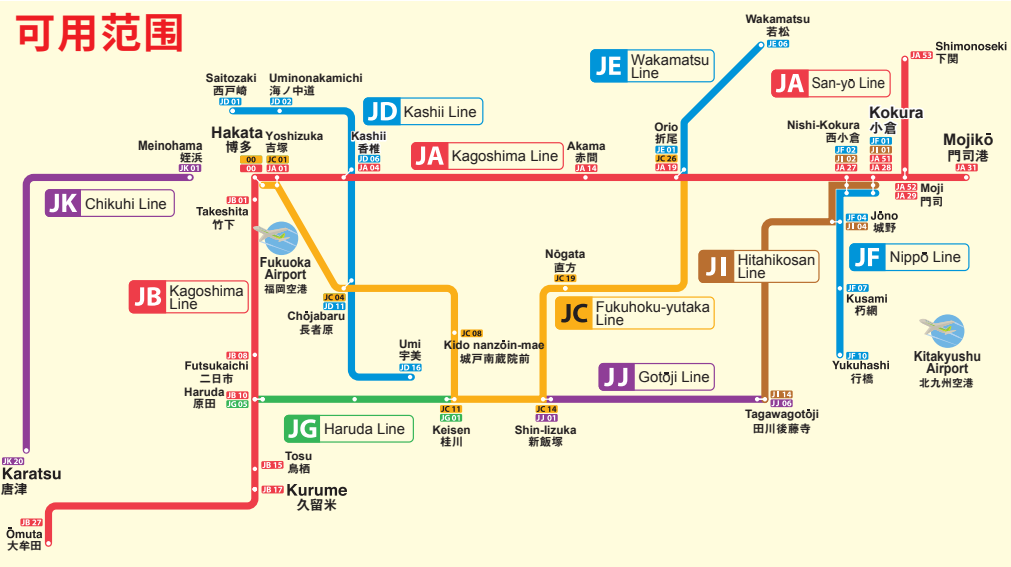 可用范围
Wakamatsu
若松
JE 06
JE Wakamatsu
Line
Shimonoseki
下関
JA 53
JA San-yō Line
Saitozaki
西戸崎
JD 01
Uminonakamichi
海ノ中道
JD 02
JD Kashii Line
Kokura
小倉
JF 01
JI 01
JA 51
JA 28
Nishi-Kokura
西小倉
JF 02
JI 02
JA 27
Mojikō
門司港
JA 31
Meinohama
姪浜
JK 01
Hakata
博多
00
00
Yoshizuka
吉塚
JC 01
JA 01
Kashii
香椎
JD 06
JA 04
JA Kagoshima Line
Akama
赤間
JA 14
Orio
折尾
JE 01
JC 26
JA 19
JA 52
JA 29
Moji
門司
JK Chikuhi Line
JB 01
Takeshita
竹下
JF 04
JI 04
Jōno
城野
Fukuoka
Airport
福岡空港
Nōgata
直方
JC 19
JI Hitahikosan
Line
JF Nippō Line
JB Kagoshima
Line
JC 04
JD 11
Chōjabaru
長者原
JC Fukuhoku-yutaka
Line
JF 07
Kusami
朽網
JC 08
Kido nanzōin-mae
城戸南蔵院前
Umi
宇美
JD 16
JF 10
Yukuhashi
行橋
Kitakyushu
Airport
北九州空港
JB 08
Futsukaichi
二日市
JJ Gotōji Line
Haruda
原田
JB 10
JG 05
JG Haruda Line
JC 11
JG 01
Keisen
桂川
JC 14
JJ 01
Shin-Iizuka
新飯塚
JI 14
JJ 06
Tagawagotōji
田川後藤寺
JK 20
Karatsu
唐津
JB 15
Tosu
鳥栖
JB 17
Kurume
久留米
JB 27
Ōmuta
大牟田